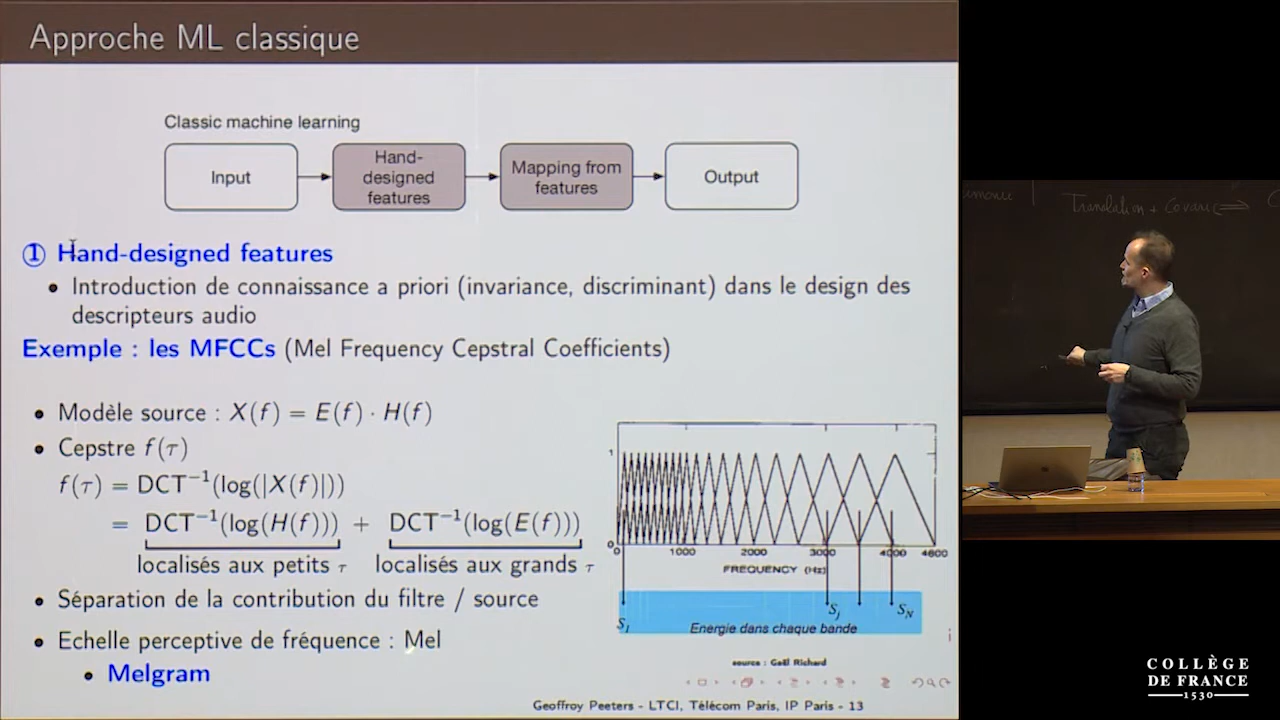 Approche ML classique
Classic machine learning
Input
Hand-
designed
features
Mapping from
features
Output
① Hand-designed features
• Introduction de connaissance a priori (invariance, discriminant) dans le design des
descripteurs audio
Exemple : les MFCCs (Mel Frequency Cepstral Coefficients)
• Modèle source : X(f) = E(f) · H(f)
• Cepstre f(τ)
f(τ) = DCT⁻¹(log(|X(f)|))
= DCT⁻¹(log(H(f))) + DCT⁻¹(log(E(f)))
localisés aux petits τ localisés aux grands τ
• Séparation de la contribution du filtre / source
• Echelle perceptive de fréquence : Mel
• Melgram
1
0
0 1000 2000 3000 4000 4600
FREQUENCY (Hz)
S₁ Sⱼ S_N
Energie dans chaque bande
source : Gaël Richard
Geoffroy Peeters - LTCI, Télécom Paris, IP Paris - 13
Translation +
COLLÈGE
DE FRANCE
1530